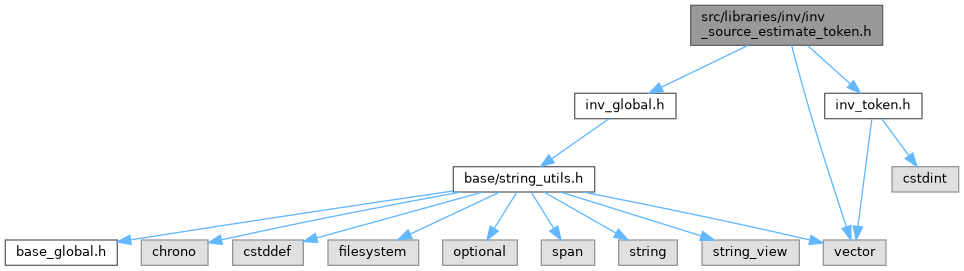 src/libraries/inv/inv
_source_estimate_token.h
inv_global.h
inv_token.h
base/string_utils.h
cstdint
base_global.h
chrono
cstddef
filesystem
optional
span
string
string_view
vector